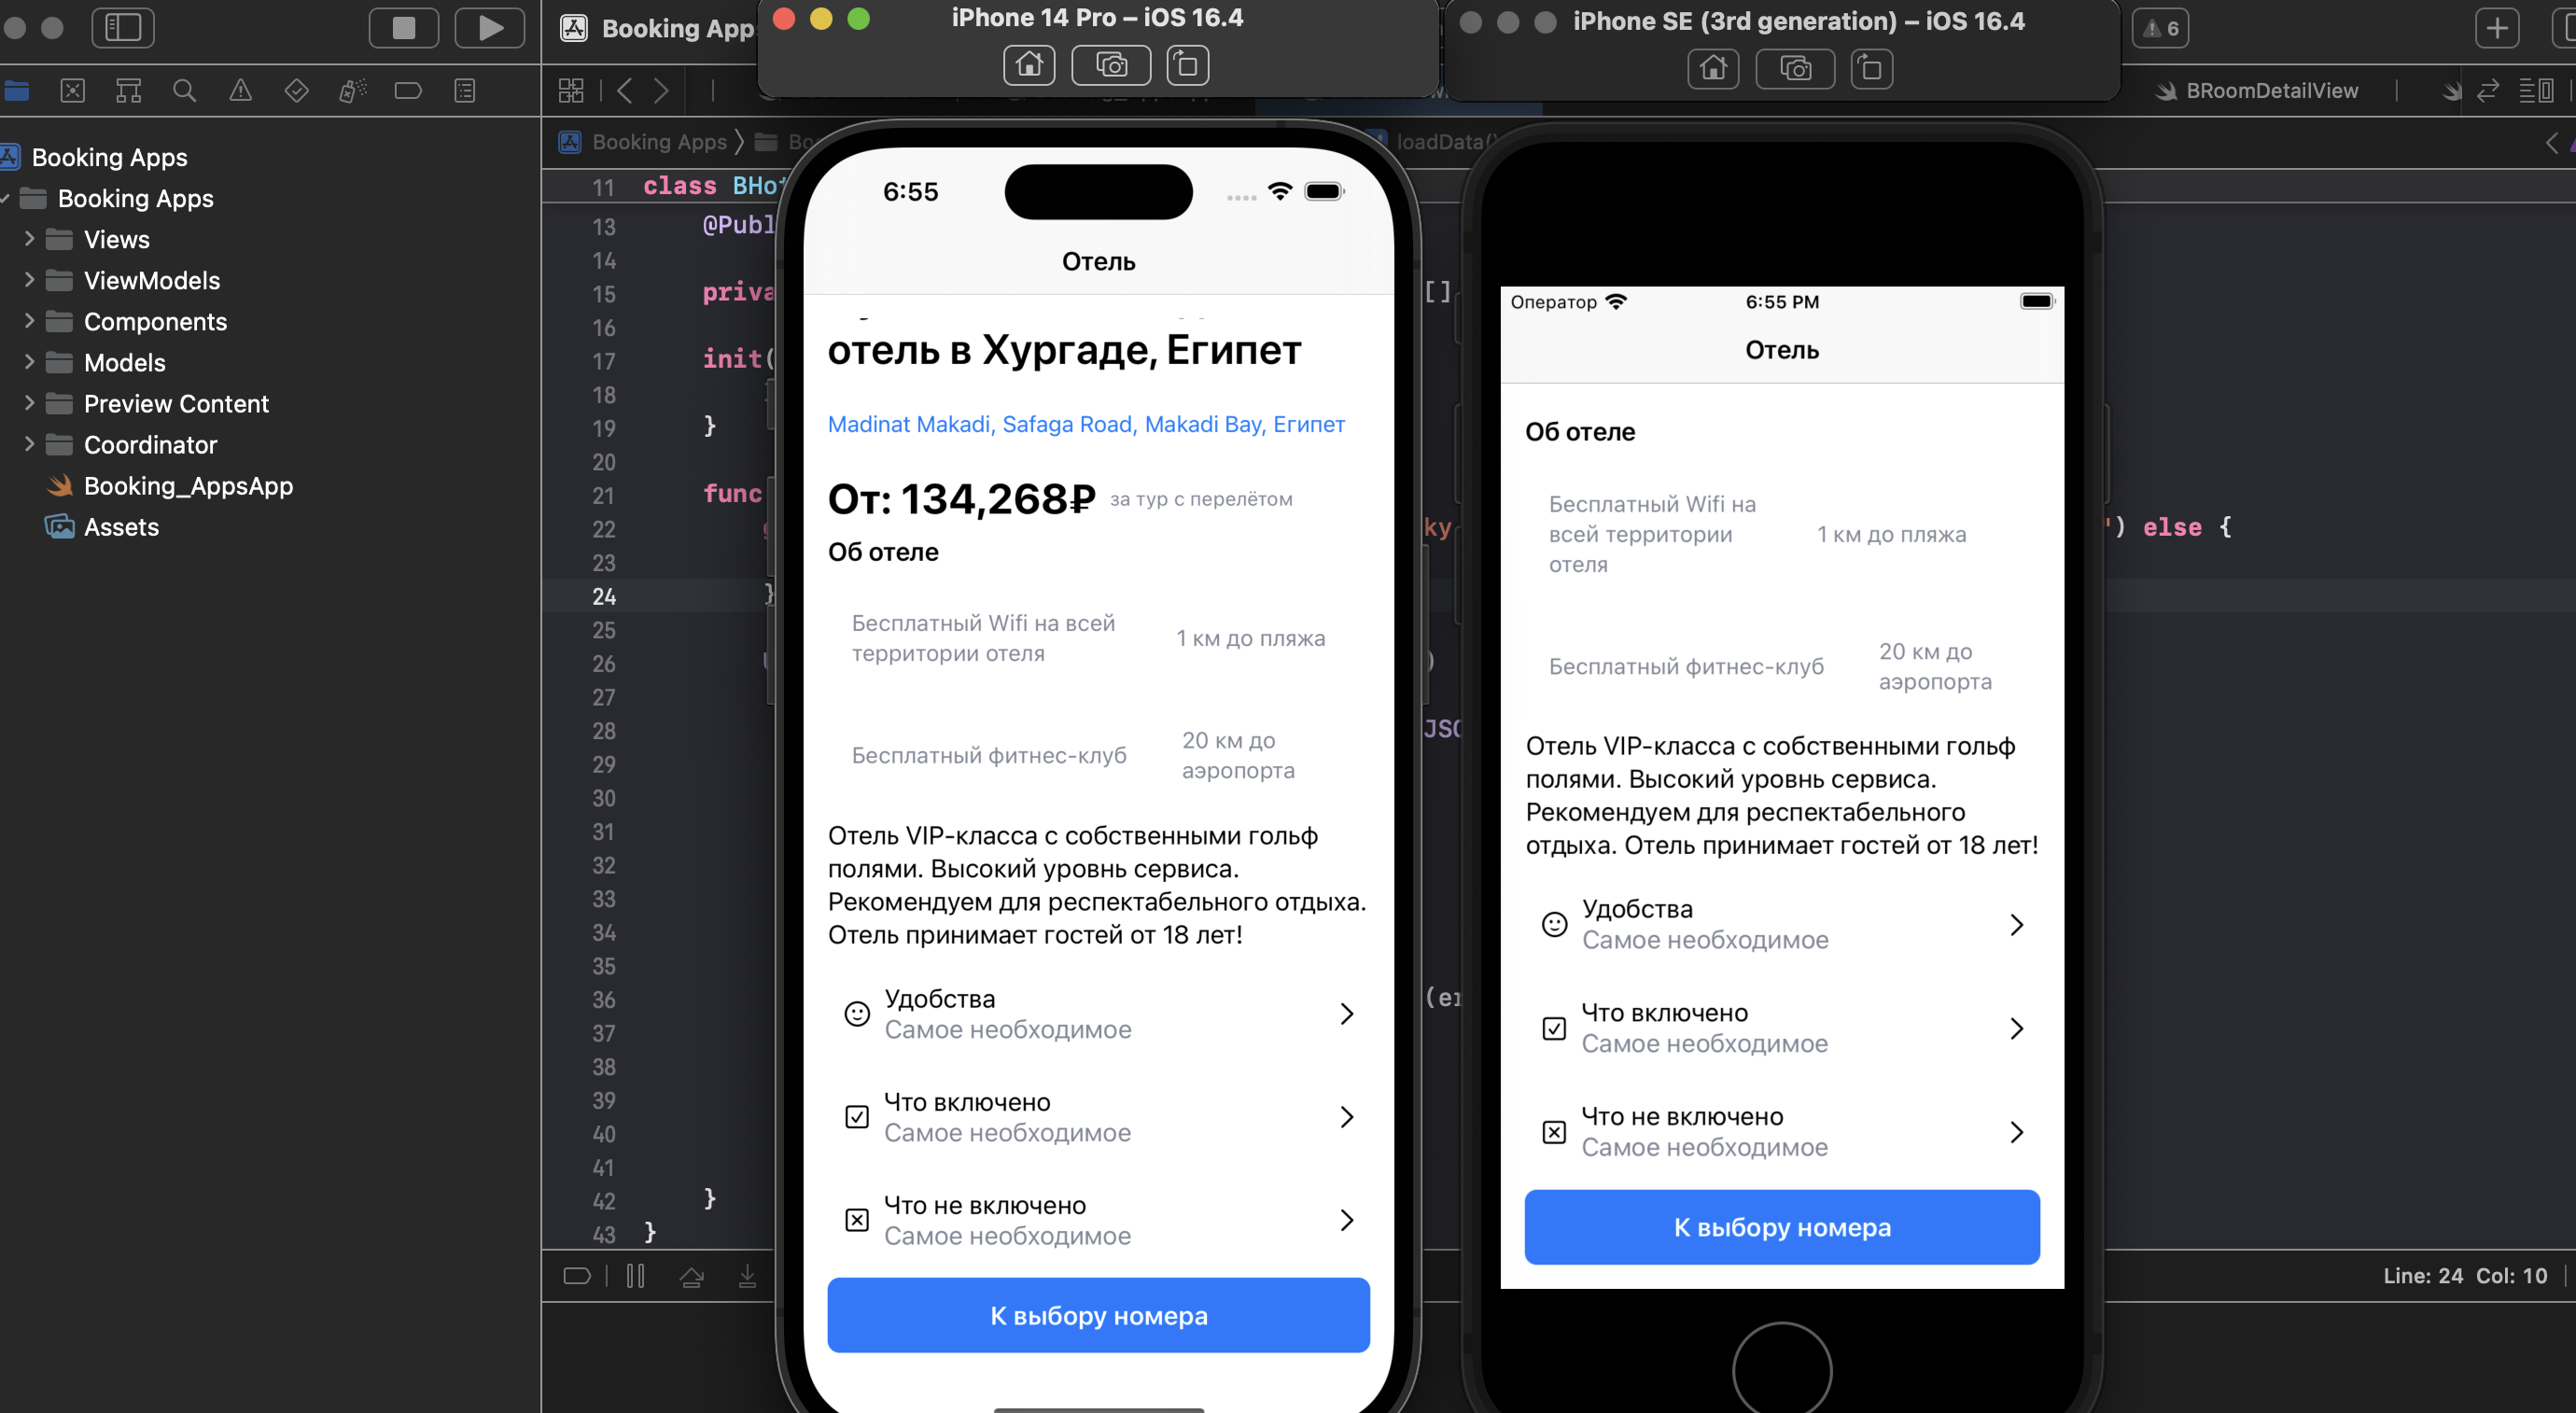 Booking App
iPhone 14 Pro – iOS 16.4
iPhone SE (3rd generation) – iOS 16.4
6
BRoomDetailView
Booking Apps
Booking Apps
Views
ViewModels
Components
Models
Preview Content
Coordinator
Booking_AppsApp
Assets
Booking Apps
loadData()
11 class BHot
13 @Publ
14
15 priva
[]
16
17 init(
18
19 }
20
21 func
22
ky
") else {
23
24 }
25
26
)
27
28
JSO
29
30
31
32
33
34
35
36
(er
37
38
39
40
41
42 }
43 }
Line: 24 Col: 10
6:55
Отель
отель в Хургаде, Египет
Madinat Makadi, Safaga Road, Makadi Bay, Египет
От: 134,268₽ за тур с перелётом
Об отеле
Бесплатный Wifi на всей
территории отеля
1 км до пляжа
Бесплатный фитнес-клуб
20 км до
аэропорта
Отель VIP-класса с собственными гольф
полями. Высокий уровнь сервиса.
Рекомендуем для респектабельного отдыха.
Отель принимает гостей от 18 лет!
Удобства
Самое необходимое
Что включено
Самое необходимое
Что не включено
Самое необходимое
К выбору номера
Оператор
6:55 PM
Отель
Об отеле
Бесплатный Wifi на
всей территории
отеля
1 км до пляжа
Бесплатный фитнес-клуб
20 км до
аэропорта
Отель VIP-класса с собственными гольф
полями. Высокий уровнь сервиса.
Рекомендуем для респектабельного
отдыха. Отель принимает гостей от 18 лет!
Удобства
Самое необходимое
Что включено
Самое необходимое
Что не включено
Самое необходимое
К выбору номера